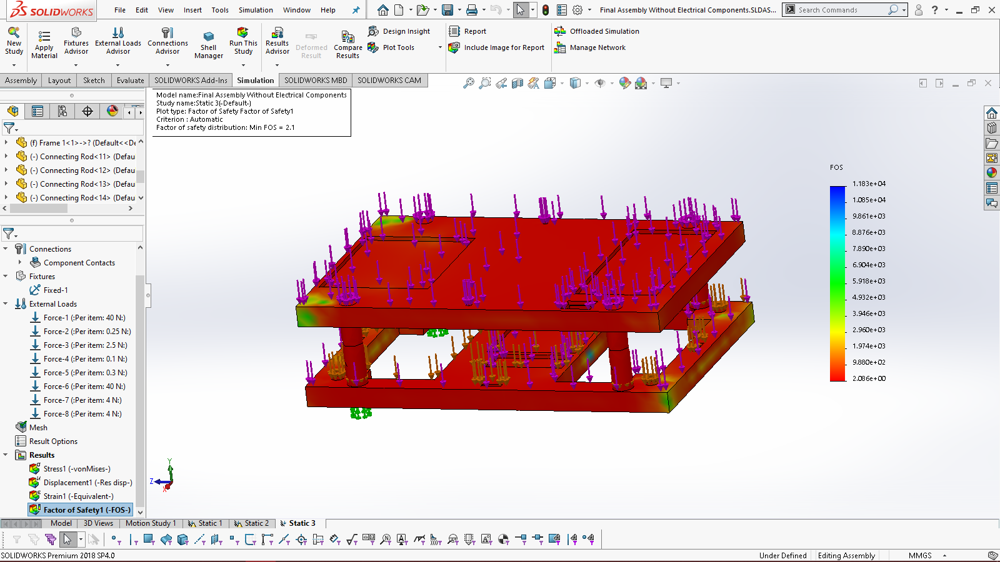 SOLIDWORKS
File Edit View Insert Tools Simulation Window Help
Final Assembly Without Electrical Components.SLDAS...
Search Commands
New Study
Apply Material
Fixtures Advisor
External Loads Advisor
Connections Advisor
Shell Manager
Run This Study
Results Advisor
Deformed Result
Compare Results
Design Insight
Plot Tools
Report
Include Image for Report
Offloaded Simulation
Manage Network
Assembly Layout Sketch Evaluate SOLIDWORKS Add-Ins Simulation SOLIDWORKS MBD SOLIDWORKS CAM
Model name:Final Assembly Without Electrical Components
Study name:Static 3(-Default-)
Plot type: Factor of Safety Factor of Safety1
Criterion : Automatic
Factor of safety distribution: Min FOS = 2.1
(f) Frame 1<1>->? (Default<<De
(-) Connecting Rod<11> (Defau
(-) Connecting Rod<12> (Defau
(-) Connecting Rod<13> (Defau
(-) Connecting Rod<14> (Defau
Connections
Component Contacts
Fixtures
Fixed-1
External Loads
Force-1 (:Per item: 40 N:)
Force-2 (:Per item: 0.25 N:)
Force-3 (:Per item: 2.5 N:)
Force-4 (:Per item: 0.1 N:)
Force-5 (:Per item: 0.3 N:)
Force-6 (:Per item: 40 N:)
Force-7 (:Per item: 4 N:)
Force-8 (:Per item: 4 N:)
Mesh
Result Options
Results
Stress1 (-vonMises-)
Displacement1 (-Res disp-)
Strain1 (-Equivalent-)
Factor of Safety1 (-FOS-)
FOS
1.183e+04
1.085e+04
9.861e+03
8.876e+03
7.890e+03
6.904e+03
5.918e+03
4.932e+03
3.946e+03
2.960e+03
1.974e+03
9.880e+02
2.086e+00
Y
Z
X
Model 3D Views Motion Study 1 Static 1 Static 2 Static 3
SOLIDWORKS Premium 2018 SP4.0
Under Defined Editing Assembly MMGS